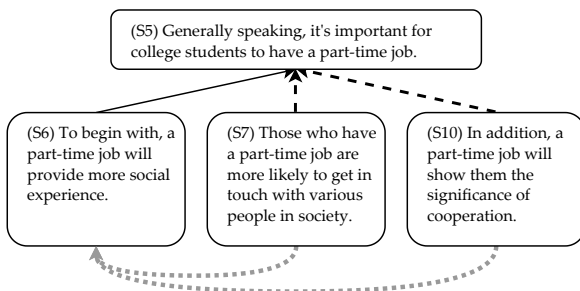 (S5) Generally speaking, it's important for
college students to have a part-time job.
(S6) To begin with, a
part-time job will
provide more social
experience.
(S7) Those who have
a part-time job are
more likely to get in
touch with various
people in society.
(S10) In addition, a
part-time job will
show them the
significance of
cooperation.